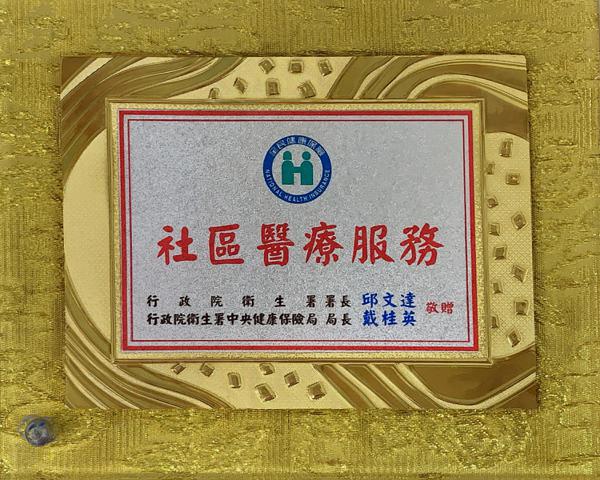 全民健康保險
NATIONAL HEALTH INSURANCE
社區醫療服務
行政院衛生署署長 邱文達
行政院衛生署中央健康保險局 局長 戴桂英
敬贈